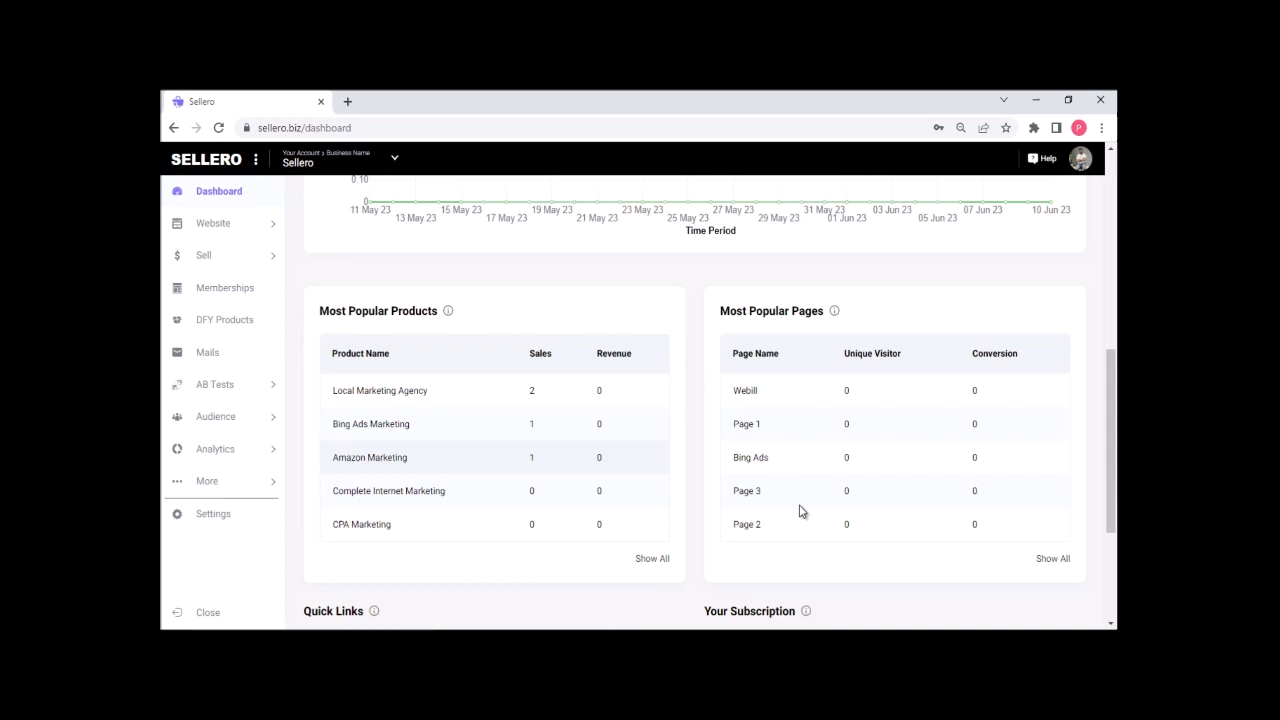 Sellero
sellero.biz/dashboard
P
SELLERO
Your Account > Business Name
Sellero
? Help
Dashboard
Website
Sell
Memberships
DFY Products
Mails
AB Tests
Audience
Analytics
More
Settings
Close
0.10
0
11 May 23 15 May 23 19 May 23 23 May 23 27 May 23 31 May 23 03 Jun 23 07 Jun 23 10 Jun 23
13 May 23 17 May 23 21 May 23 25 May 23 29 May 23 01 Jun 23 05 Jun 23
Time Period
Most Popular Products
Product Name Sales Revenue
Local Marketing Agency 2 0
Bing Ads Marketing 1 0
Amazon Marketing 1 0
Complete Internet Marketing 0 0
CPA Marketing 0 0
Show All
Most Popular Pages
Page Name Unique Visitor Conversion
Webill 0 0
Page 1 0 0
Bing Ads 0 0
Page 3 0 0
Page 2 0 0
Show All
Quick Links
Your Subscription